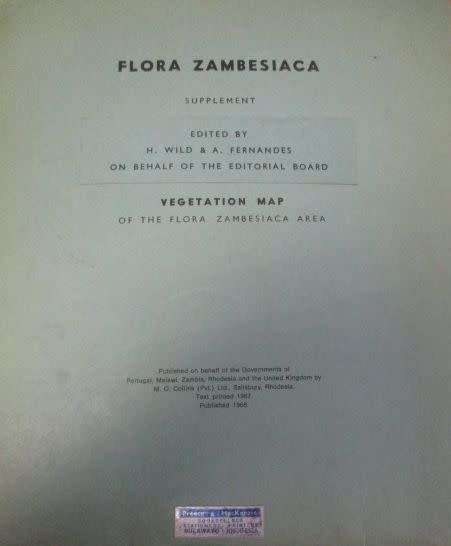 FLORA ZAMBESIACA
SUPPLEMENT
EDITED BY
H. WILD & A. FERNANDES
ON BEHALF OF THE EDITORIAL BOARD
VEGETATION MAP
OF THE FLORA ZAMBESIACA AREA
Published on behalf of the Governments of
Portugal, Malawi, Zambia, Rhodesia and the United Kingdom by
M. O. Collins (Pvt.) Ltd., Salisbury, Rhodesia.
Text printed 1967
Published 1968
BULAWAYO RHODESIA